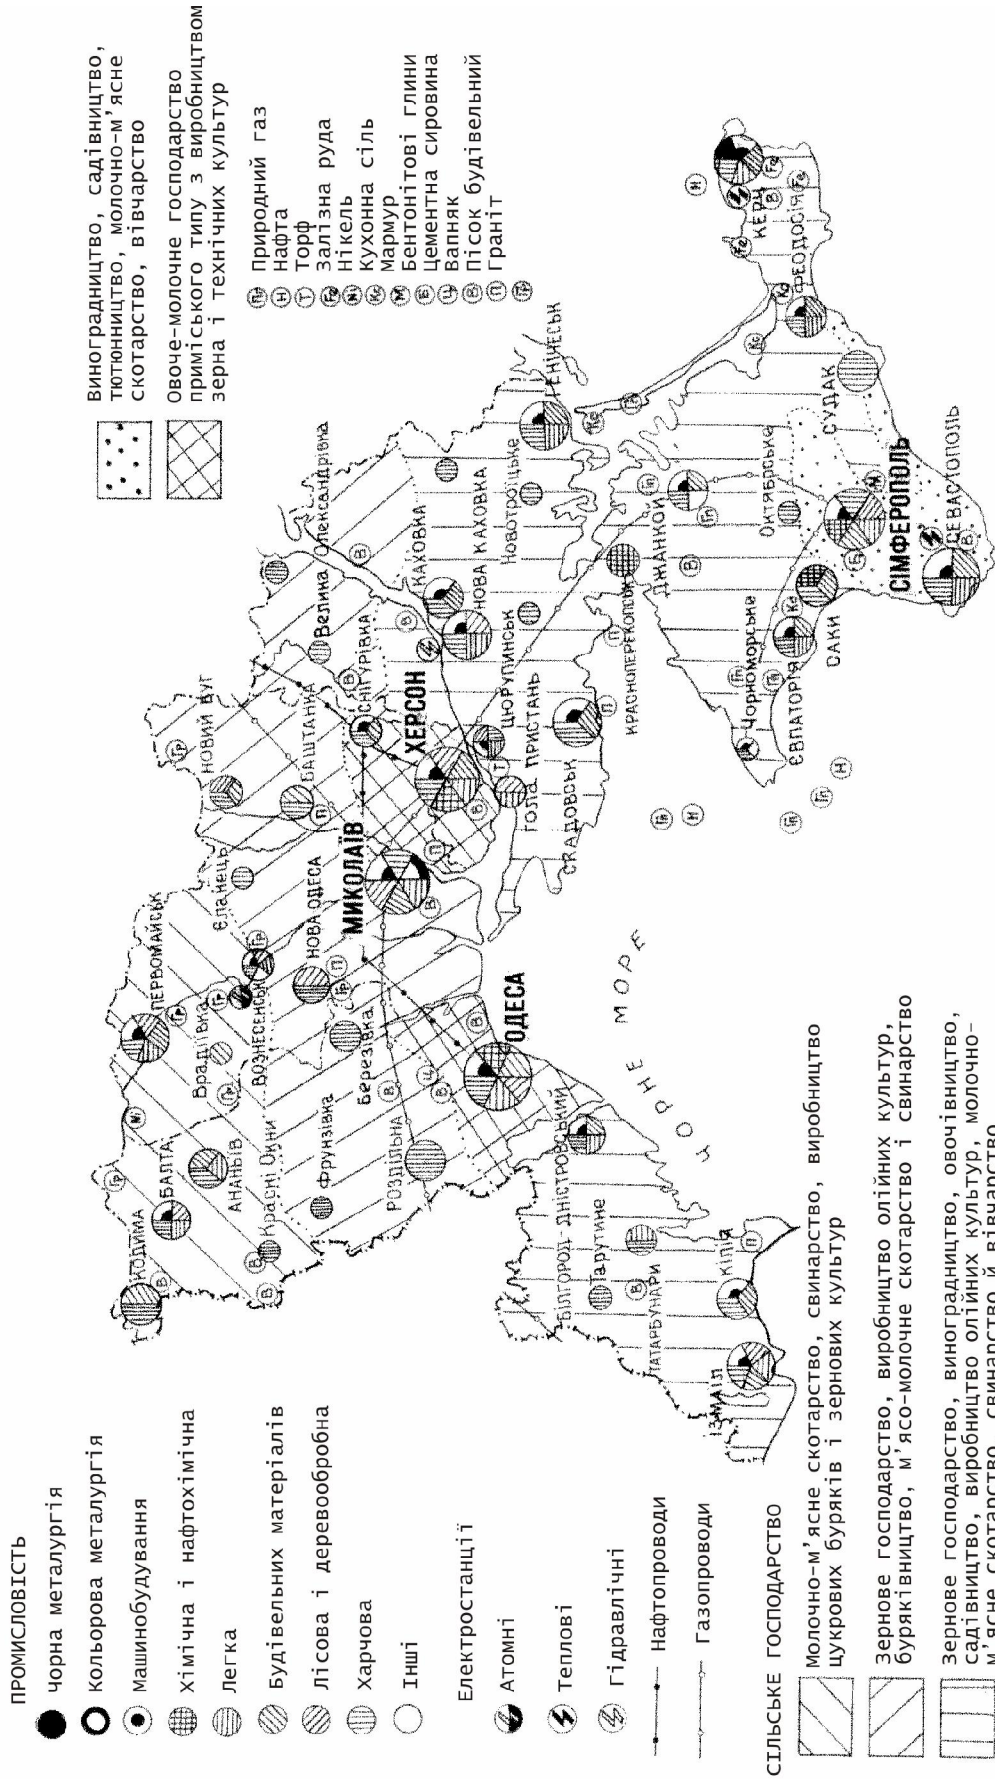 ПРОМИСЛОВІСТЬ
чорна металургія
Кольорова металургія
Машинобудування
Хімічна і нафтохімічна
Легка
Будівельних матеріалів
Лісова і деревообробна
Харчова
Інші
Електростанції
Атомні
Теплові
Гідравлічні
Нафтопроводи
Газопроводи
СІЛЬСЬКЕ ГОСПОДАРСТВО
Молочно-м'ясне скотарство, свинарство, виробництво
цукрових буряків і зернових культур
Зернове господарство, виробництво олійних культур,
буряківництво, м'ясо-молочне скотарство і свинарство
Зернове господарство, виноградництво, овочівництво,
садівництво, виробництво олійних культур, молочно-
м'ясне скотарство, свинарство й вівчарство
Виноградництво, садівництво,
тютюнництво, молочно-м'ясне
скотарство, вівчарство
Овоче-молочне господарство
приміського типу з виробництвом
зерна і технічних культур
Пг Природний газ
Н Нафта
Т Торф
Fe Залізна руда
Ni Нікель
Кс Кухонна сіль
М Мармур
Б Бентонітові глини
Ц Цементна сировина
В Вапняк
П Пісок будівельний
Гр Граніт
КОДИМА
БАЛТА
АНАНЬЇВ
Красні Окни
Фрунзівка
РОЗДІЛЬНА
Березівка
ОДЕСА
БІЛГОРОД-ДНІСТРОВСЬКИЙ
Тарутине
ТАТАРБУНАРИ
КІЛІЯ
ІЗМАЇЛ
ПЕРВОМАЙСЬК
Врадіївка
ВОЗНЕСЕНСЬК
Єланець
НОВА ОДЕСА
МИКОЛАЇВ
НОВИЙ БУГ
БАШТАНКА
СНІГУРІВКА
Велика Олександрівка
ХЕРСОН
КАХОВКА
НОВА КАХОВКА
ЦЮРУПИНСЬК
ГОЛА ПРИСТАНЬ
СКАДОВСЬК
Новотроїцьке
ГЕНІЧЕСЬК
КРАСНОПЕРЕКОПСЬК
ДЖАНКОЙ
Октябрське
Чорноморське
ЄВПАТОРІЯ
САКИ
СІМФЕРОПОЛЬ
СЕВАСТОПОЛЬ
СУДАК
ФЕОДОСІЯ
КЕРЧ
ЧОРНЕ МОРЕ